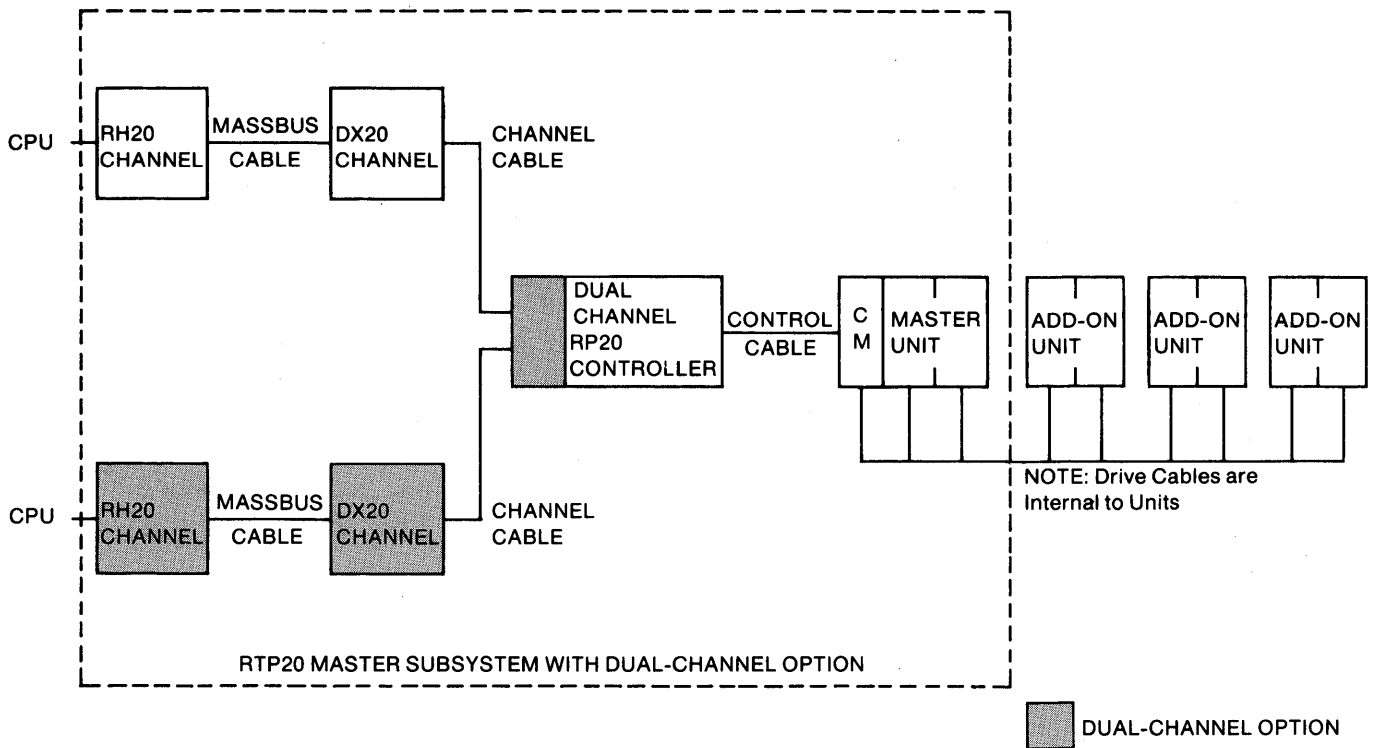 CPU
RH20
CHANNEL
MASSBUS
CABLE
DX20
CHANNEL
CHANNEL
CABLE
DUAL
CHANNEL
RP20
CONTROLLER
CONTROL
CABLE
C
M
MASTER
UNIT
ADD-ON
UNIT
ADD-ON
UNIT
ADD-ON
UNIT
NOTE: Drive Cables are
Internal to Units
CPU
RH20
CHANNEL
MASSBUS
CABLE
DX20
CHANNEL
CHANNEL
CABLE
RTP20 MASTER SUBSYSTEM WITH DUAL-CHANNEL OPTION
DUAL-CHANNEL OPTION